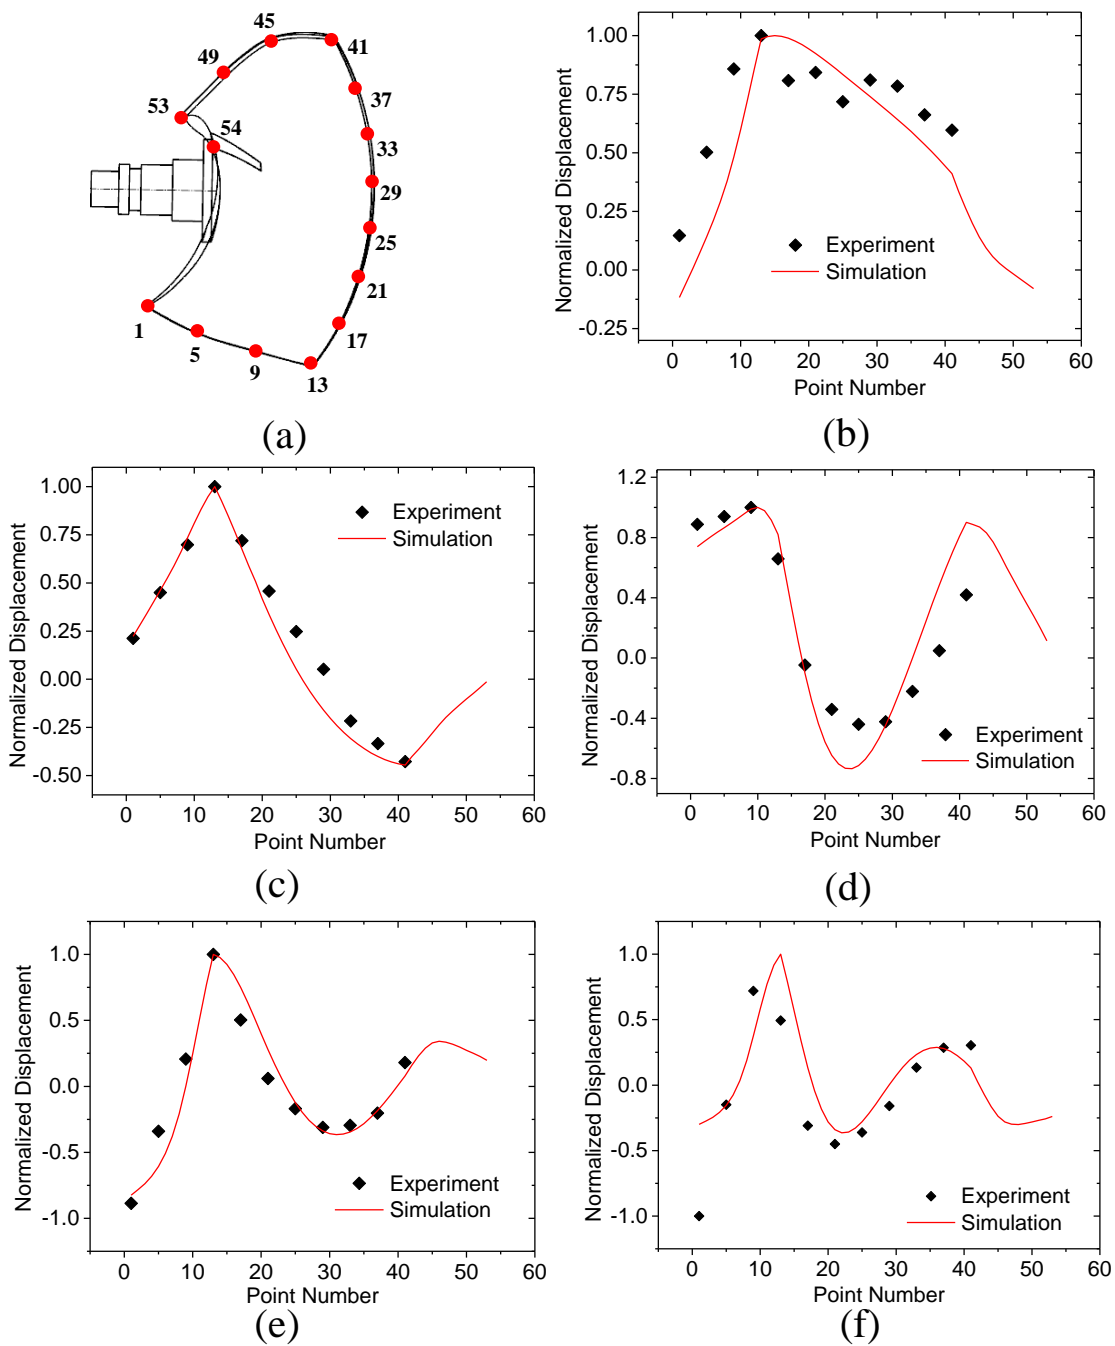 45
41
49
37
53
54
33
29
25
21
1
17
5
9
13
(a)
1.00
0.75
0.50
0.25
0.00
-0.25
Normalized Displacement
Experiment
Simulation
0 10 20 30 40 50 60
Point Number
(b)
1.00
0.75
0.50
0.25
0.00
-0.25
-0.50
Normalized Displacement
Experiment
Simulation
0 10 20 30 40 50 60
Point Number
(c)
1.2
0.8
0.4
0.0
-0.4
-0.8
Normalized Displacement
Experiment
Simulation
0 10 20 30 40 50 60
Point Number
(d)
1.0
0.5
0.0
-0.5
-1.0
Normalized Displacement
Experiment
Simulation
0 10 20 30 40 50 60
Point Number
(e)
1.0
0.5
0.0
-0.5
-1.0
Normalized Displacement
Experiment
Simulation
0 10 20 30 40 50 60
Point Number
(f)